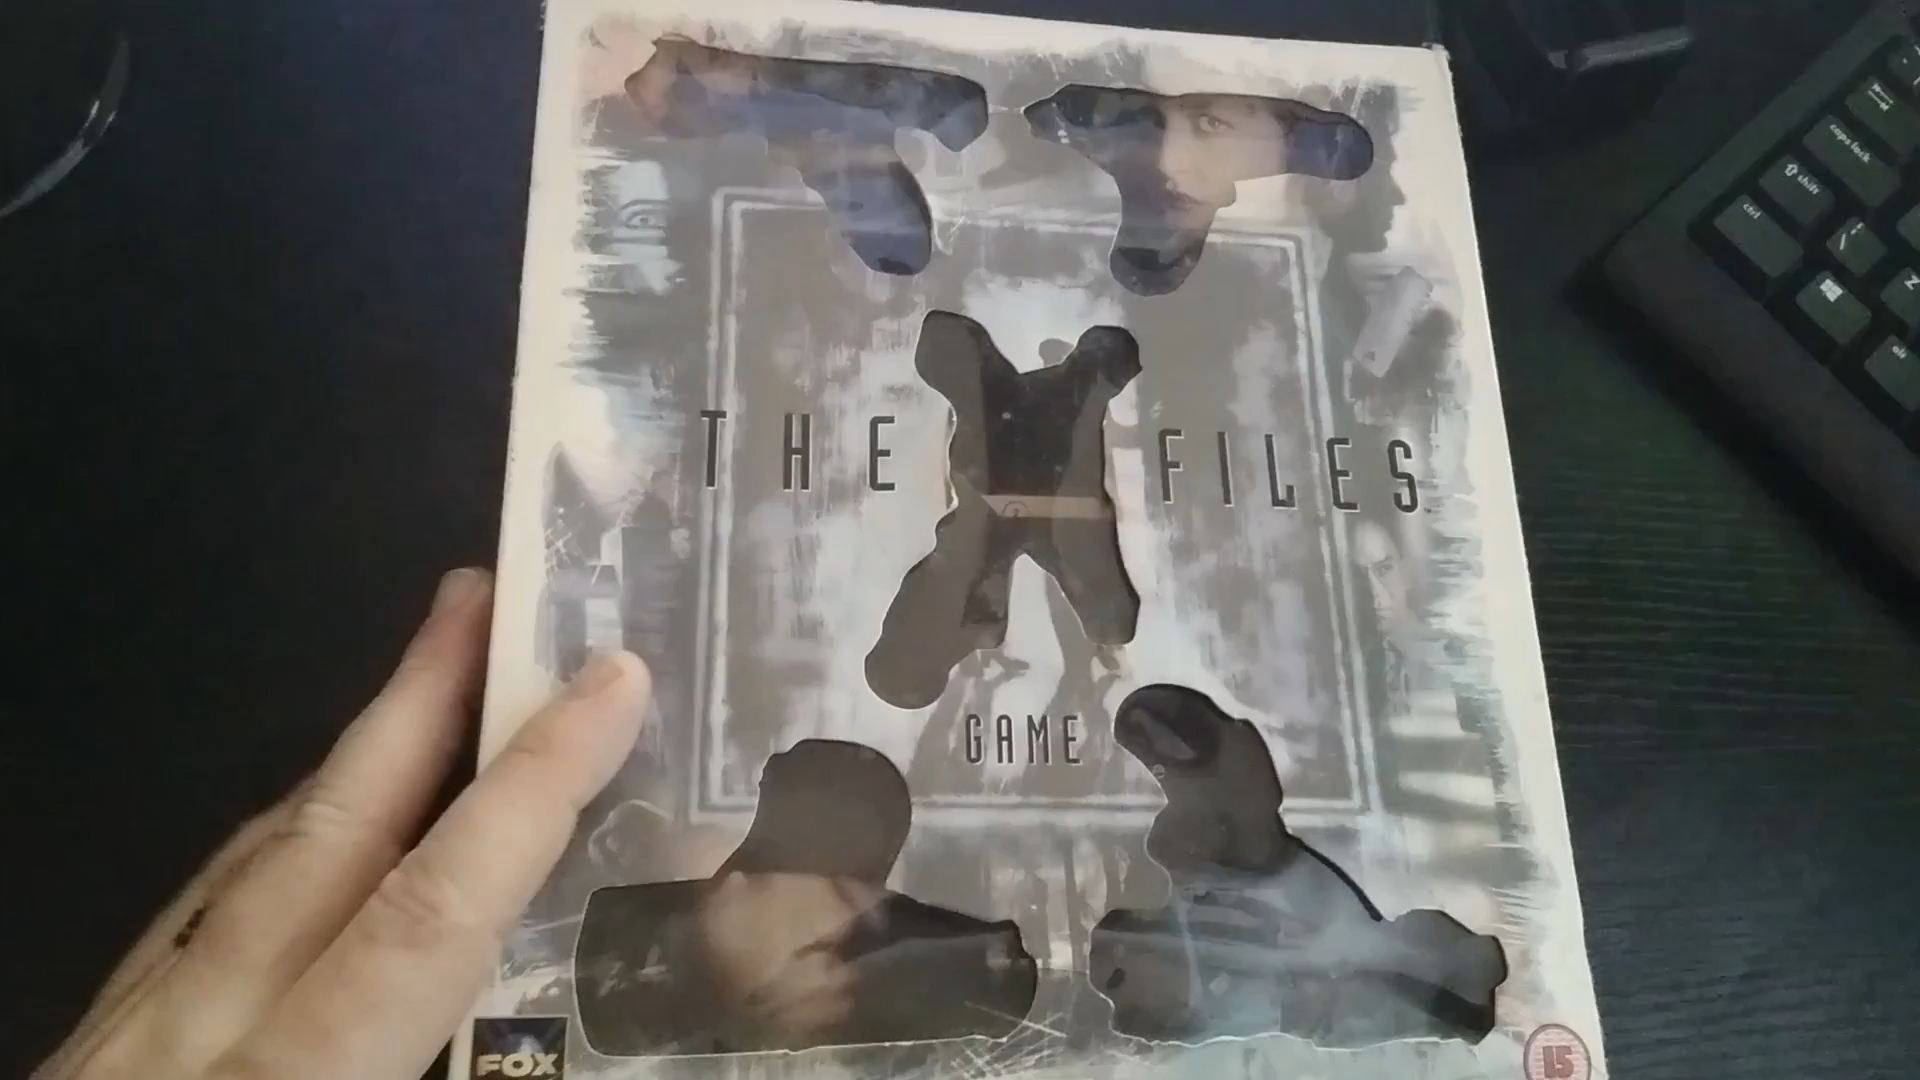 THE X FILES
GAME
FOX
15
caps lock
shift
ctrl
Z
alt